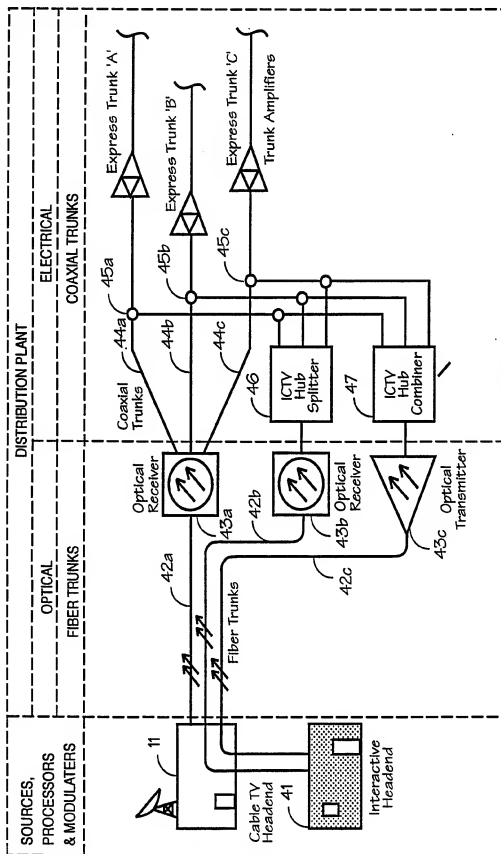 DISTRIBUTION PLANT
SOURCES,
PROCESSORS
& MODULATERS
OPTICAL
ELECTRICAL
FIBER TRUNKS
COAXIAL TRUNKS
11
Cable TV
Headend
41
Interactive
Headend
42a
42b
42c
Fiber Trunks
Optical
Receiver
43a
Optical
Receiver
43b
Optical
Transmitter
43c
Coaxial
Trunks
44a
44b
44c
45a
45b
45c
46
ICTV
Hub
Splitter
47
ICTV
Hub
Combiner
Express Trunk 'A'
Express Trunk 'B'
Express Trunk 'C'
Trunk Amplifiers